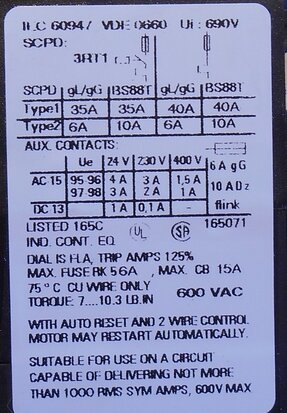 IEC 60947 VDE 0660 Ui : 690V
SCPD:
3RT1
SCPD gL/gG BS88T gL/gG BS88T
Type1 35A 35A 40A 40A
Type2 6A 10A 6A 10A
AUX. CONTACTS:
Ue 24 V 230 V 400 V 6 A gG
AC 15 95 96 4 A 3 A 1,5 A
97 98 3 A 2 A 1 A 10 A Dz
DC 13 1 A 0,1 A - flink
LISTED 165C UL SA 165071
IND. CONT. EQ
DIAL IS FLA, TRIP AMPS 125%
MAX. FUSE RK5 6A , MAX. CB 15A
75 °C CU WIRE ONLY
TORQUE: 7....10.3 LB.IN 600 VAC
WITH AUTO RESET AND 2 WIRE CONTROL
MOTOR MAY RESTART AUTOMATICALLY.
SUITABLE FOR USE ON A CIRCUIT
CAPABLE OF DELIVERING NOT MORE
THAN 1000 RMS SYM AMPS, 600V MAX